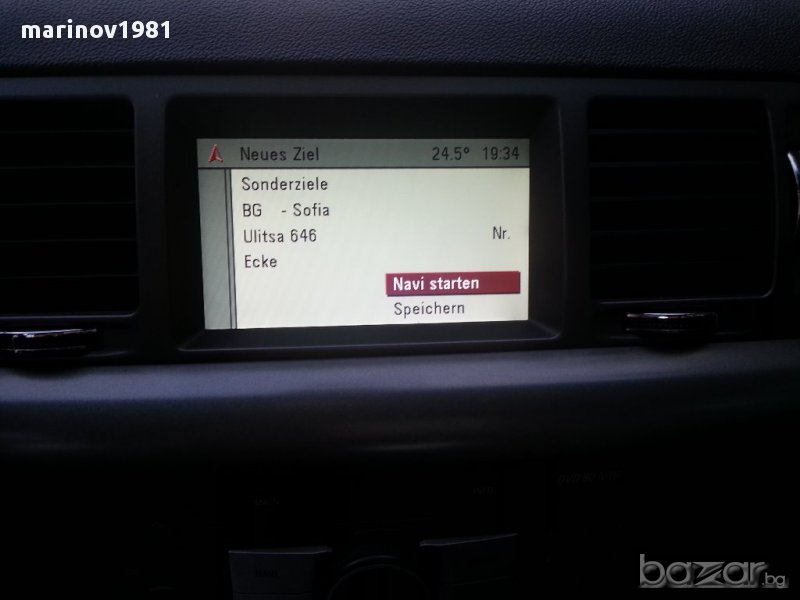 marinov1981
Neues Ziel 24.5° 19:34
Sonderziele
BG - Sofia
Ulitsa 646 Nr.
Ecke
Navi starten
Speichern
NAVI
bazar.bg